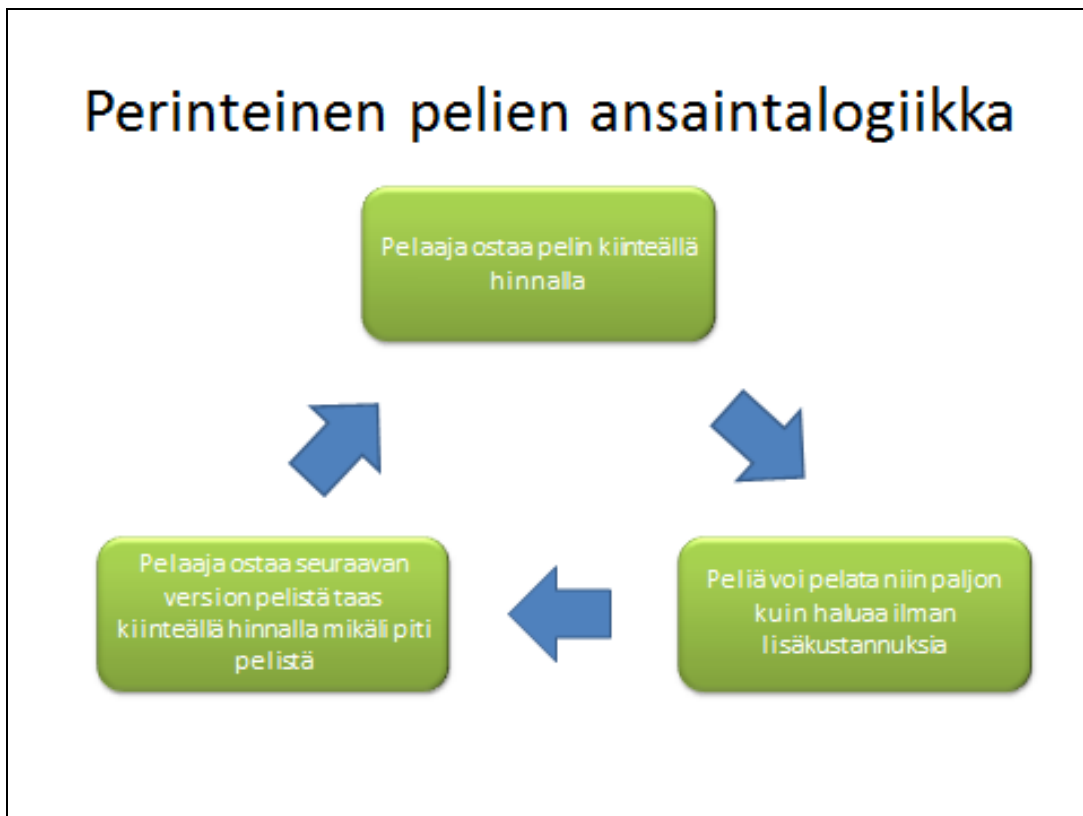 Perinteinen pelien ansaintalogiikka
Pelaaja ostaa pelin kiinteällä
hinnalla
Peliä voi pelata niin paljon
kuin haluaa ilman
lisäkustannuksia
Pelaaja ostaa seuraavan
version pelistä taas
kiinteällä hinnalla mikäli piti
pelistä